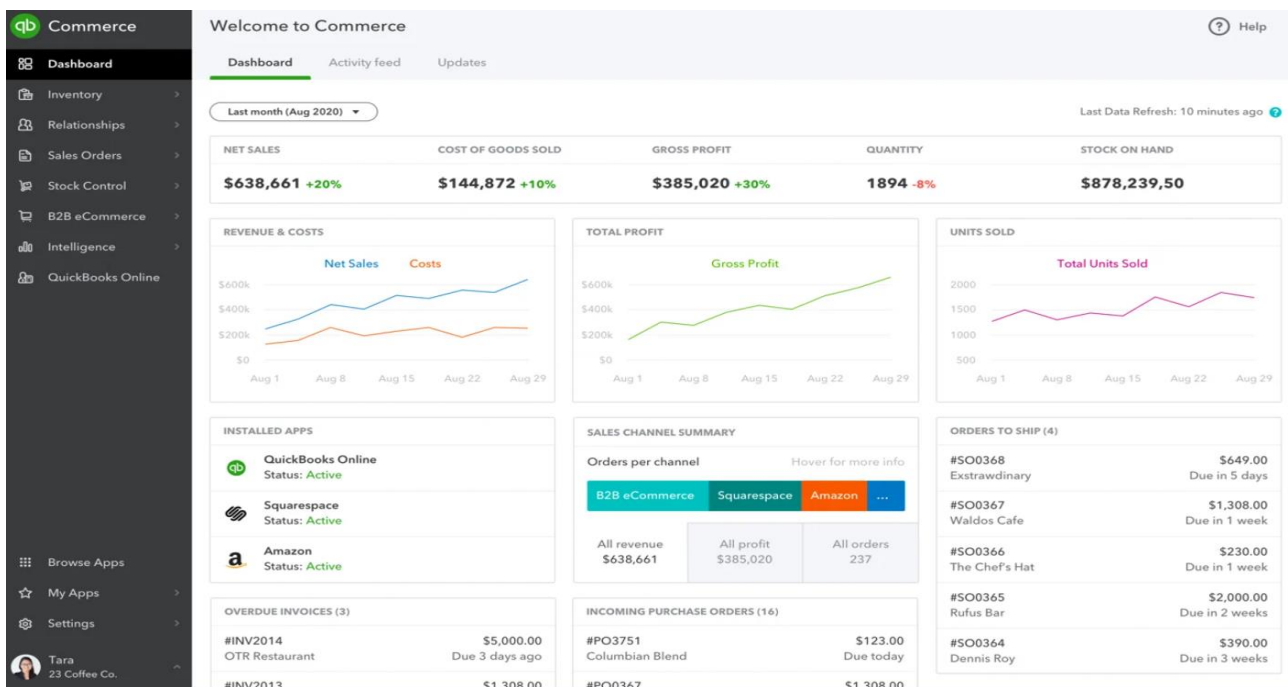 qb Commerce
Dashboard
Inventory
Relationships
Sales Orders
Stock Control
B2B eCommerce
Intelligence
QuickBooks Online
Browse Apps
My Apps
Settings
Tara
23 Coffee Co.
Welcome to Commerce
? Help
Dashboard Activity feed Updates
Last month (Aug 2020)
Last Data Refresh: 10 minutes ago ?
NET SALES COST OF GOODS SOLD GROSS PROFIT QUANTITY STOCK ON HAND
$638,661 +20% $144,872 +10% $385,020 +30% 1894 -8% $878,239,50
REVENUE & COSTS
Net Sales Costs
$600k
$400k
$200k
$0
Aug 1 Aug 8 Aug 15 Aug 22 Aug 29
TOTAL PROFIT
Gross Profit
$600k
$400k
$200k
$0
Aug 1 Aug 8 Aug 15 Aug 22 Aug 29
UNITS SOLD
Total Units Sold
2000
1500
1000
500
Aug 1 Aug 8 Aug 15 Aug 22 Aug 29
INSTALLED APPS
qb QuickBooks Online
Status: Active
Squarespace
Status: Active
a Amazon
Status: Active
SALES CHANNEL SUMMARY
Orders per channel Hover for more info
B2B eCommerce Squarespace Amazon ...
All revenue All profit All orders
$638,661 $385,020 237
ORDERS TO SHIP (4)
#SO0368 $649.00
Exstrawdinary Due in 5 days
#SO0367 $1,308.00
Waldos Cafe Due in 1 week
#SO0366 $230.00
The Chef's Hat Due in 1 week
#SO0365 $2,000.00
Rufus Bar Due in 2 weeks
#SO0364 $390.00
Dennis Roy Due in 3 weeks
OVERDUE INVOICES (3)
#INV2014 $5,000.00
OTR Restaurant Due 3 days ago
#INV2013 $1,308.00
INCOMING PURCHASE ORDERS (16)
#PO3751 $123.00
Columbian Blend Due today
#PO0367 $1,308.00